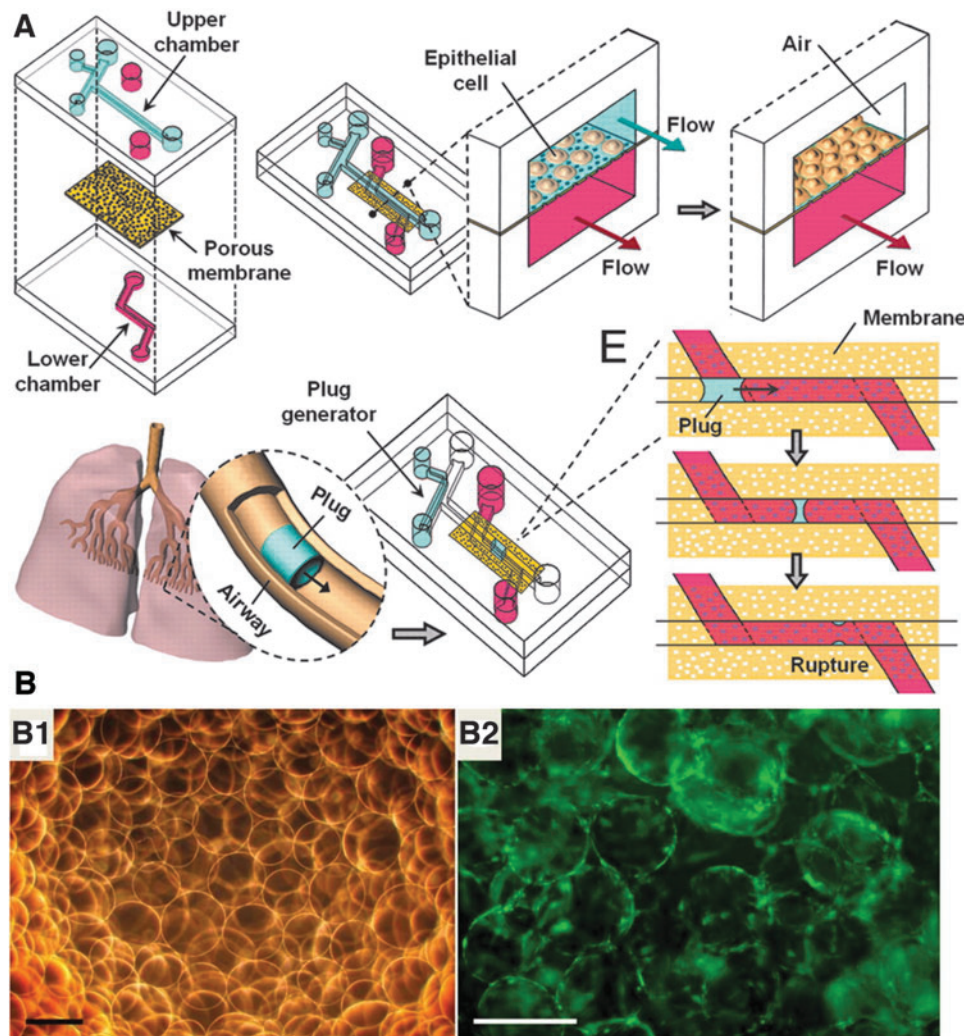 A
Upper
chamber
Porous
membrane
Lower
chamber
Epithelial
cell
Flow
Flow
Air
Flow
E
Membrane
Plug
Rupture
Plug
generator
Plug
Airway
B
B1
B2